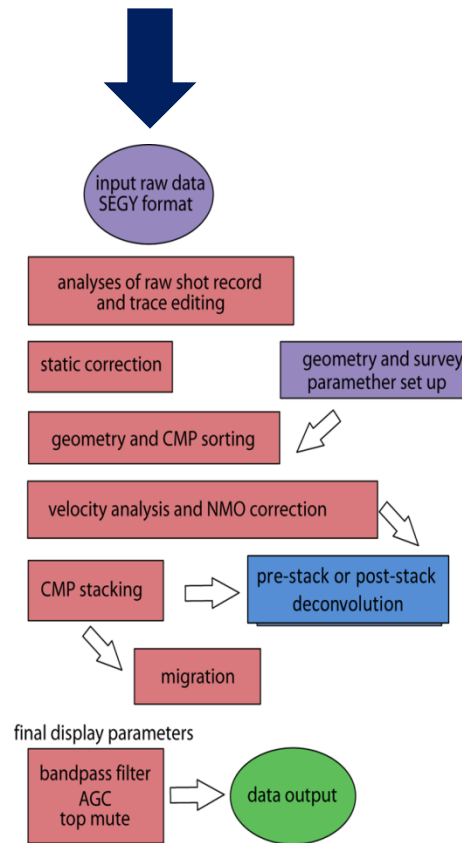 input raw data
SEGY format
analyses of raw shot record
and trace editing
static correction
geometry and survey
paramether set up
geometry and CMP sorting
velocity analysis and NMO correction
CMP stacking
pre-stack or post-stack
deconvolution
migration
final display parameters
bandpass filter
AGC
top mute
data output